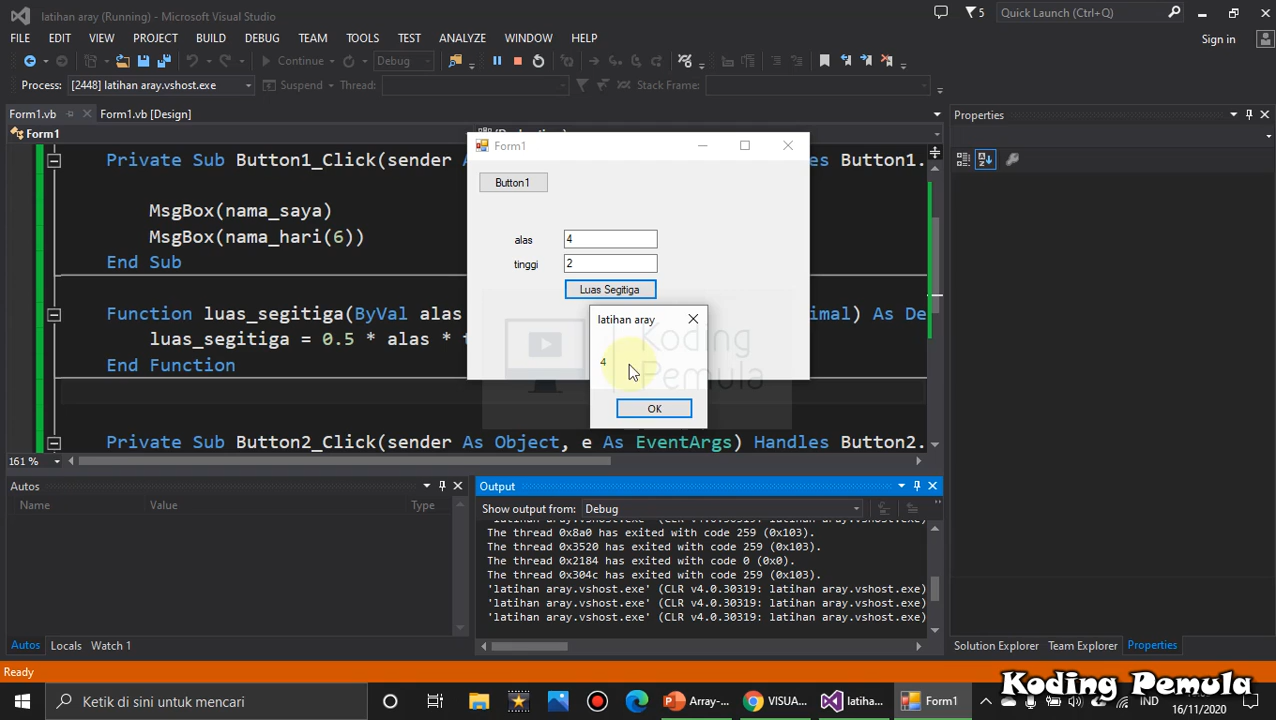 latihan aray (Running) - Microsoft Visual Studio
5
Quick Launch (Ctrl+Q)
FILE EDIT VIEW PROJECT BUILD DEBUG TEAM TOOLS TEST ANALYZE WINDOW HELP
Sign in
Continue
Debug
Process: [2448] latihan aray.vshost.exe
Suspend
Thread:
Stack Frame:
Form1.vb
Form1.vb [Design]
Form1
Private Sub Button1_Click(sender
Button1.
MsgBox(nama_saya)
MsgBox(nama_hari(6))
End Sub
Function luas_segitiga(ByVal alas
As De
luas_segitiga = 0.5 * alas *
End Function
Private Sub Button2_Click(sender As Object, e As EventArgs) Handles Button2.
161 %
Form1
Button1
alas 4
tinggi 2
Luas Segitiga
latihan aray
4
OK
Koding
Pemula
Properties
Autos
Name Value Type
Autos Locals Watch 1
Output
Show output from: Debug
The thread 0x8a0 has exited with code 259 (0x103).
The thread 0x3520 has exited with code 259 (0x103).
The thread 0x2184 has exited with code 0 (0x0).
The thread 0x304c has exited with code 259 (0x103).
'latihan aray.vshost.exe' (CLR v4.0.30319: latihan aray.vshost.exe)
'latihan aray.vshost.exe' (CLR v4.0.30319: latihan aray.vshost.exe)
'latihan aray.vshost.exe' (CLR v4.0.30319: latihan aray.vshost.exe)
Solution Explorer Team Explorer Properties
Ready
Koding Pemula
Ketik di sini untuk mencari
Array-...
VISUA...
latiha...
Form1
IND
16/11/2020